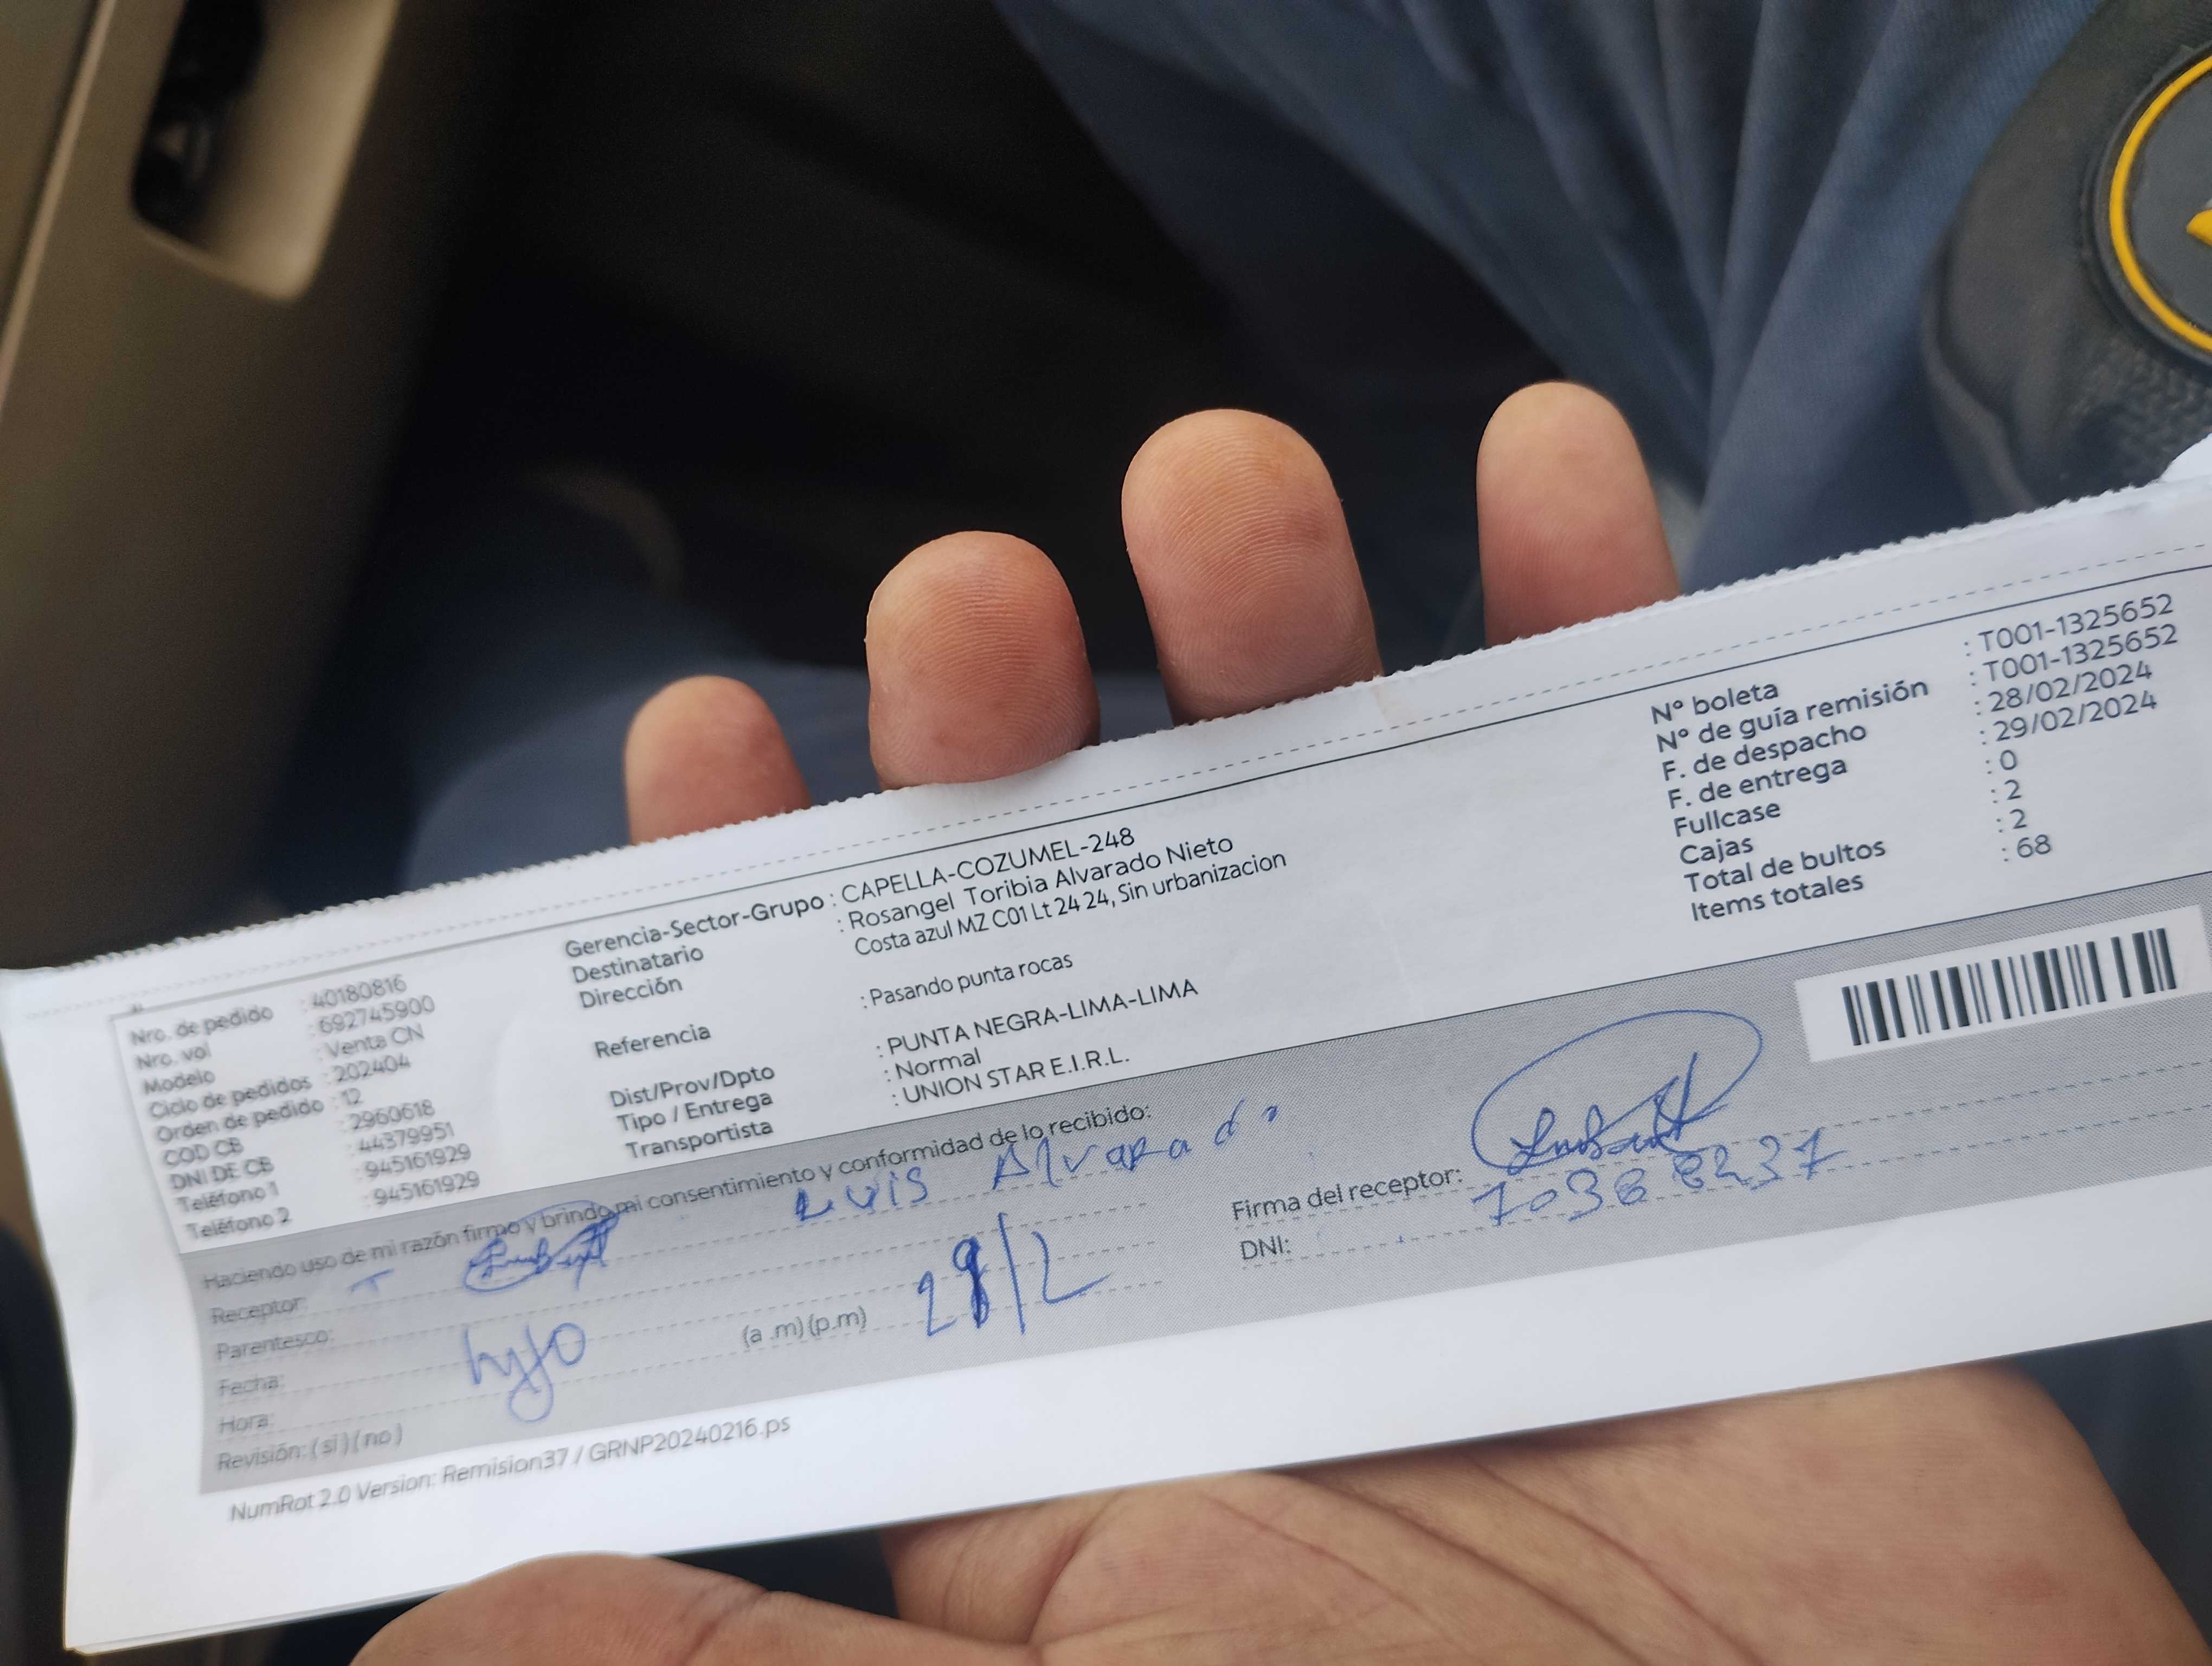 Nro. de pedido : 40180816
Nro. vol : 692745900
Modelo : Venta CN
Ciclo de pedidos : 202404
Orden de pedido : 12
COD CB : 2960618
DNI DE CB : 44379951
Teléfono 1 : 945161929
Teléfono 2 : 945161929
Gerencia-Sector-Grupo : CAPELLA-COZUMEL-248
Destinatario : Rosangel Toribia Alvarado Nieto
Dirección Costa azul MZ C01 Lt 24 24, Sin urbanizacion
Referencia : Pasando punta rocas
Dist/Prov/Dpto : PUNTA NEGRA-LIMA-LIMA
Tipo / Entrega : Normal
Transportista : UNION STAR E.I.R.L.
N° boleta : T001-1325652
N° de guía remisión : T001-1325652
F. de despacho : 28/02/2024
F. de entrega : 29/02/2024
Fullcase : 0
Cajas : 2
Total de bultos : 2
Items totales : 68
Haciendo uso de mi razón firmo y brindo mi consentimiento y conformidad de lo recibido:
Receptor: Luis Alvarado
Parentesco:
hijo
Fecha:
Hora: (a .m) (p.m) 29/2
Revisión: ( si ) ( no )
Firma del receptor:
DNI: 70388237
NumRot 2.0 Version: Remision37 / GRNP20240216.ps